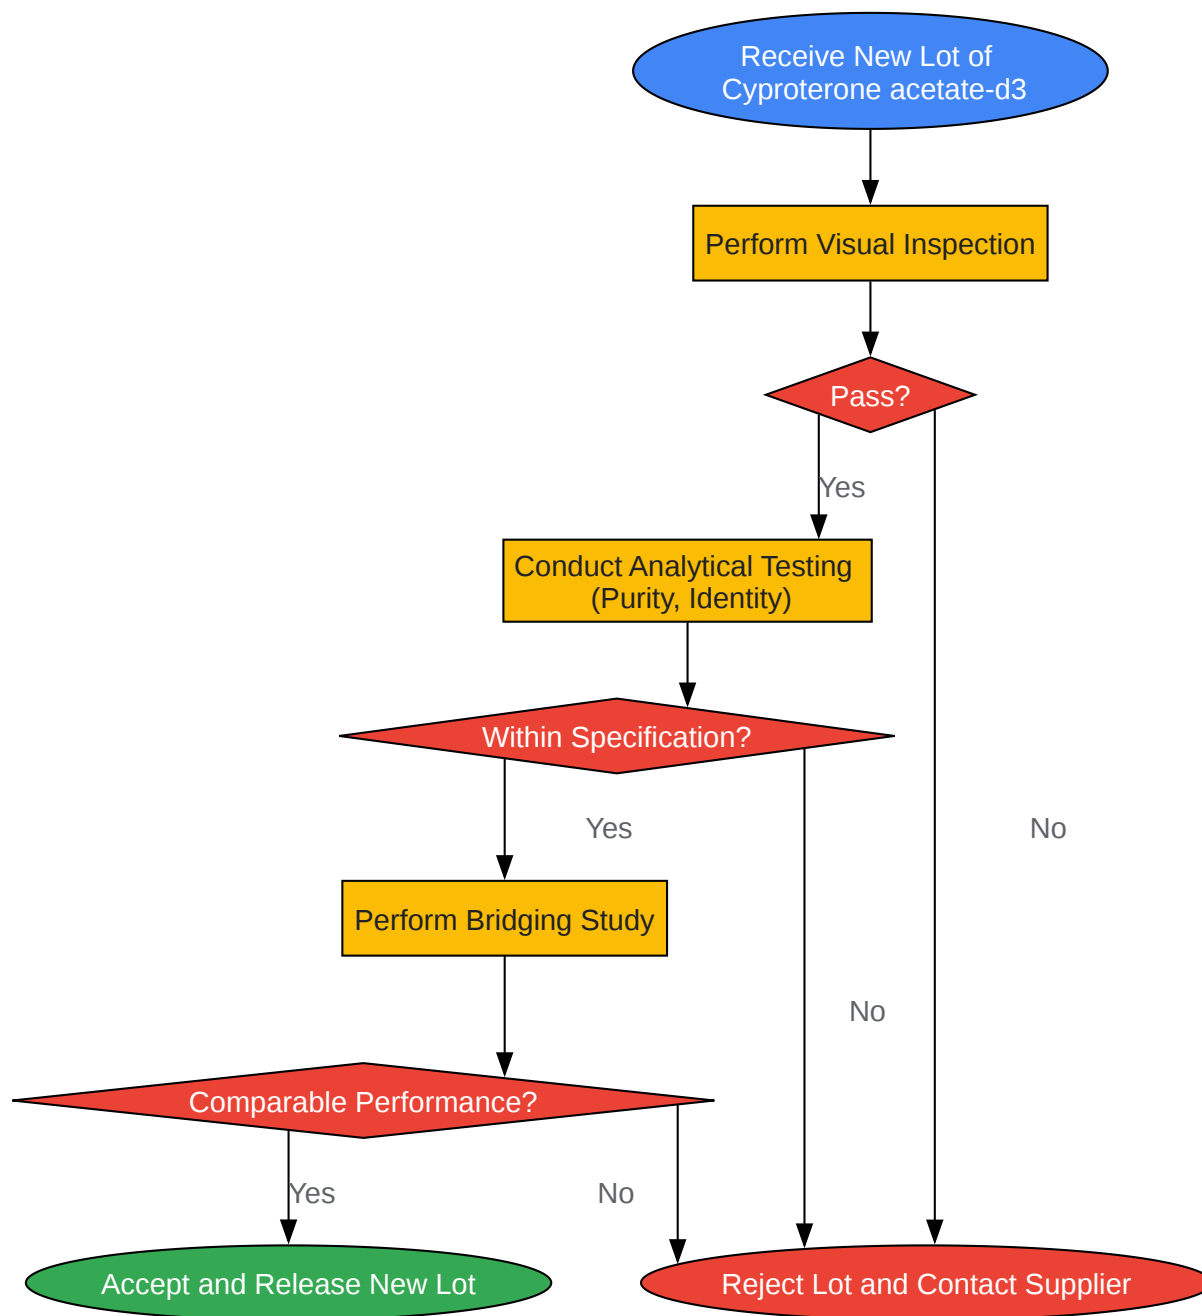 Receive New Lot of
Cyproterone acetate-d3
Perform Visual Inspection
Pass?
Yes
Conduct Analytical Testing
(Purity, Identity)
Within Specification?
Yes
No
Perform Bridging Study
No
Comparable Performance?
Yes
No
Accept and Release New Lot
Reject Lot and Contact Supplier